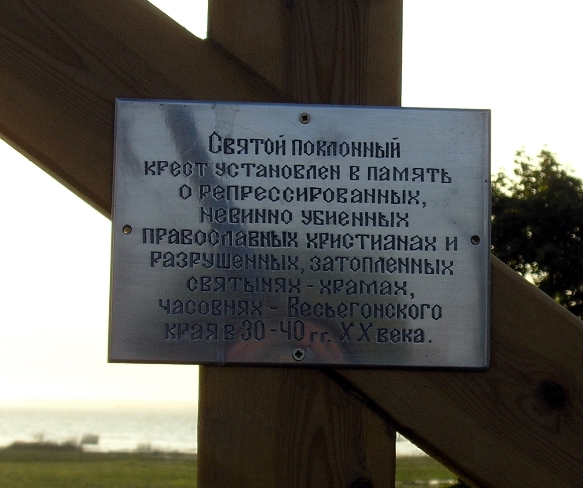 Святой поклонный
крест установлен в память
о репрессированных,
невинно убиенных
православных христианах и
разрушенных, затопленных
святынях - храмах,
часовнях - Весьегонского
края в 30-40 гг. XX века.